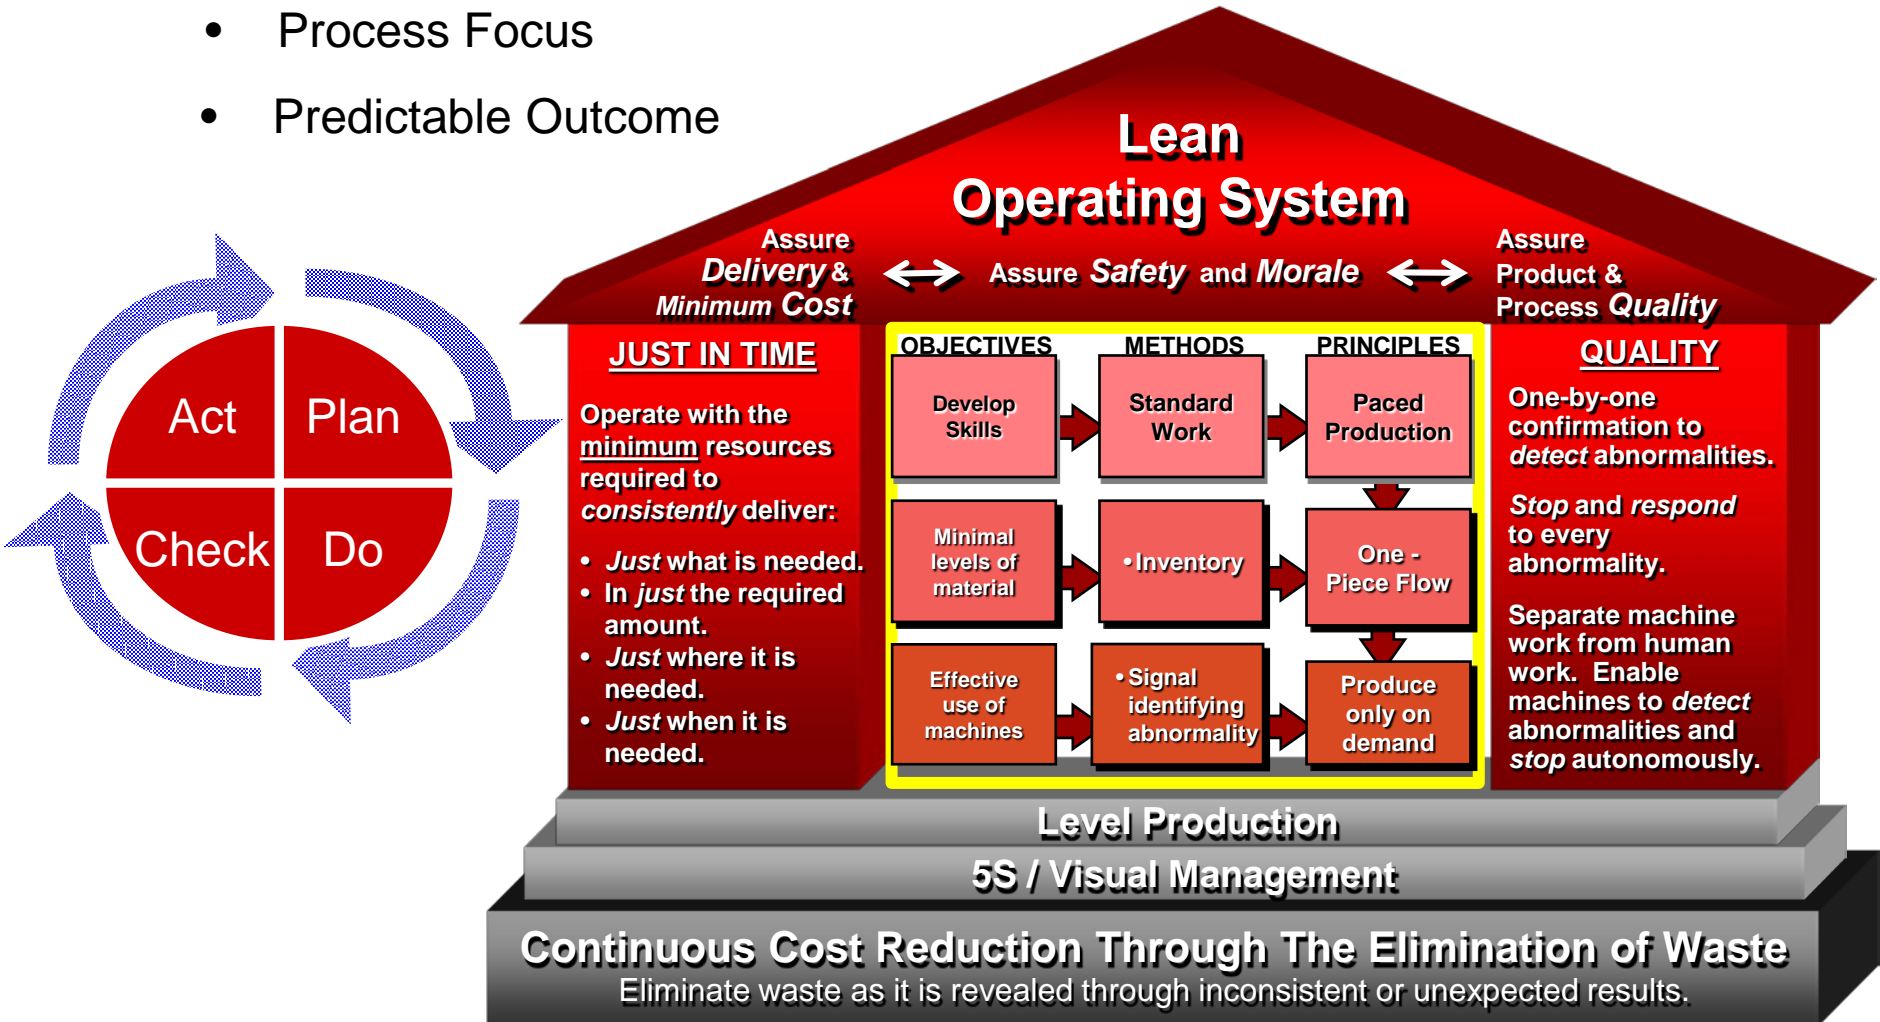 • Process Focus
• Predictable Outcome
Lean
Operating System
Assure
Delivery &
Minimum Cost
Assure Safety and Morale
Assure
Product &
Process Quality
Act
Plan
Check
Do
JUST IN TIME
Operate with the
minimum resources
required to
consistently deliver:
• Just what is needed.
• In just the required
amount.
• Just where it is
needed.
• Just when it is
needed.
OBJECTIVES
METHODS
PRINCIPLES
Develop
Skills
Standard
Work
Paced
Production
Minimal
levels of
material
• Inventory
One -
Piece Flow
Effective
use of
machines
• Signal
identifying
abnormality
Produce
only on
demand
QUALITY
One-by-one
confirmation to
detect abnormalities.
Stop and respond
to every
abnormality.
Separate machine
work from human
work. Enable
machines to detect
abnormalities and
stop autonomously.
Level Production
5S / Visual Management
Continuous Cost Reduction Through The Elimination of Waste
Eliminate waste as it is revealed through inconsistent or unexpected results.